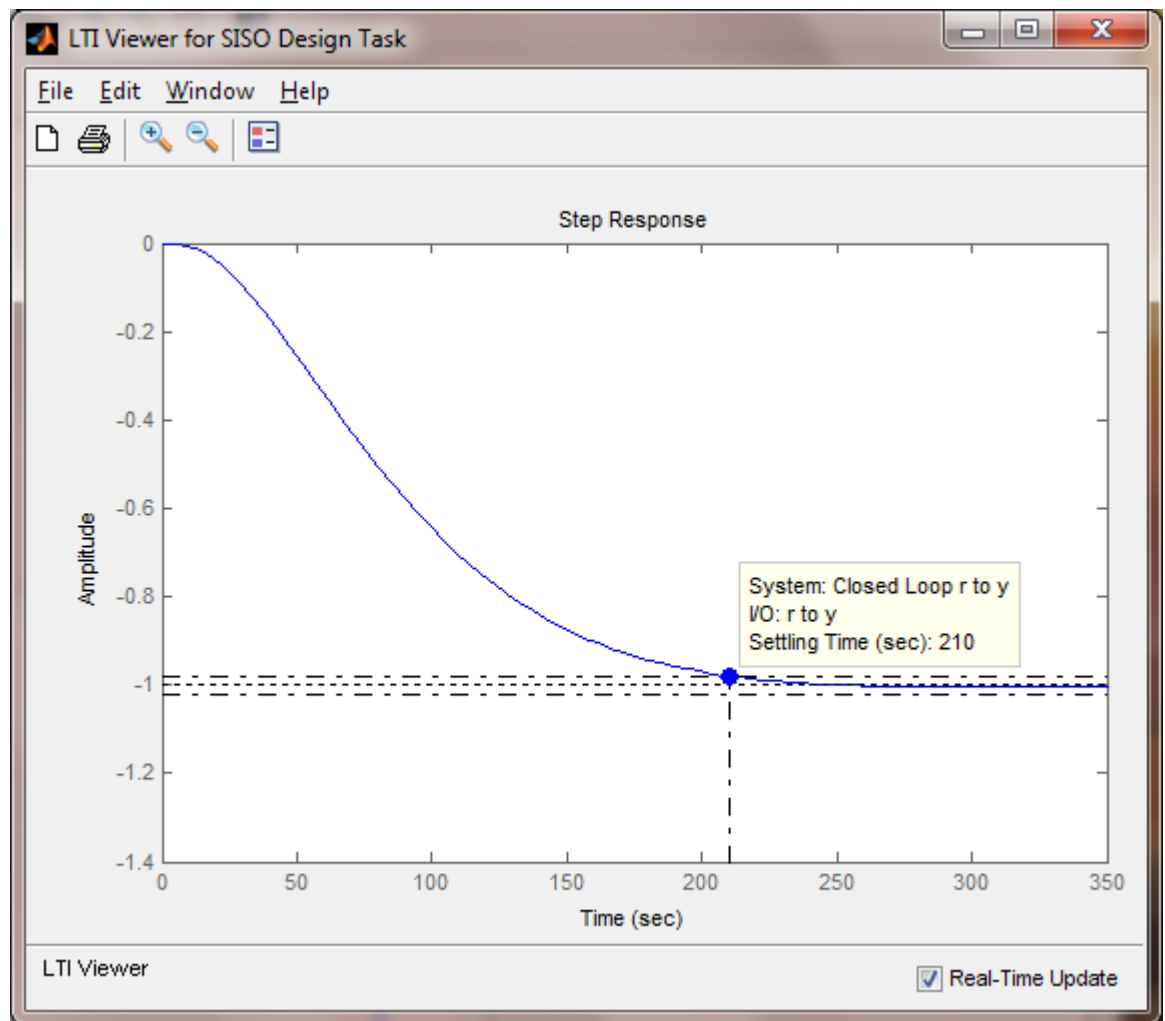 LTI Viewer for SISO Design Task
File Edit Window Help
Step Response
0
-0.2
-0.4
-0.6
-0.8
-1
-1.2
-1.4
Amplitude
System: Closed Loop r to y
I/O: r to y
Settling Time (sec): 210
0 50 100 150 200 250 300 350
Time (sec)
LTI Viewer
Real-Time Update